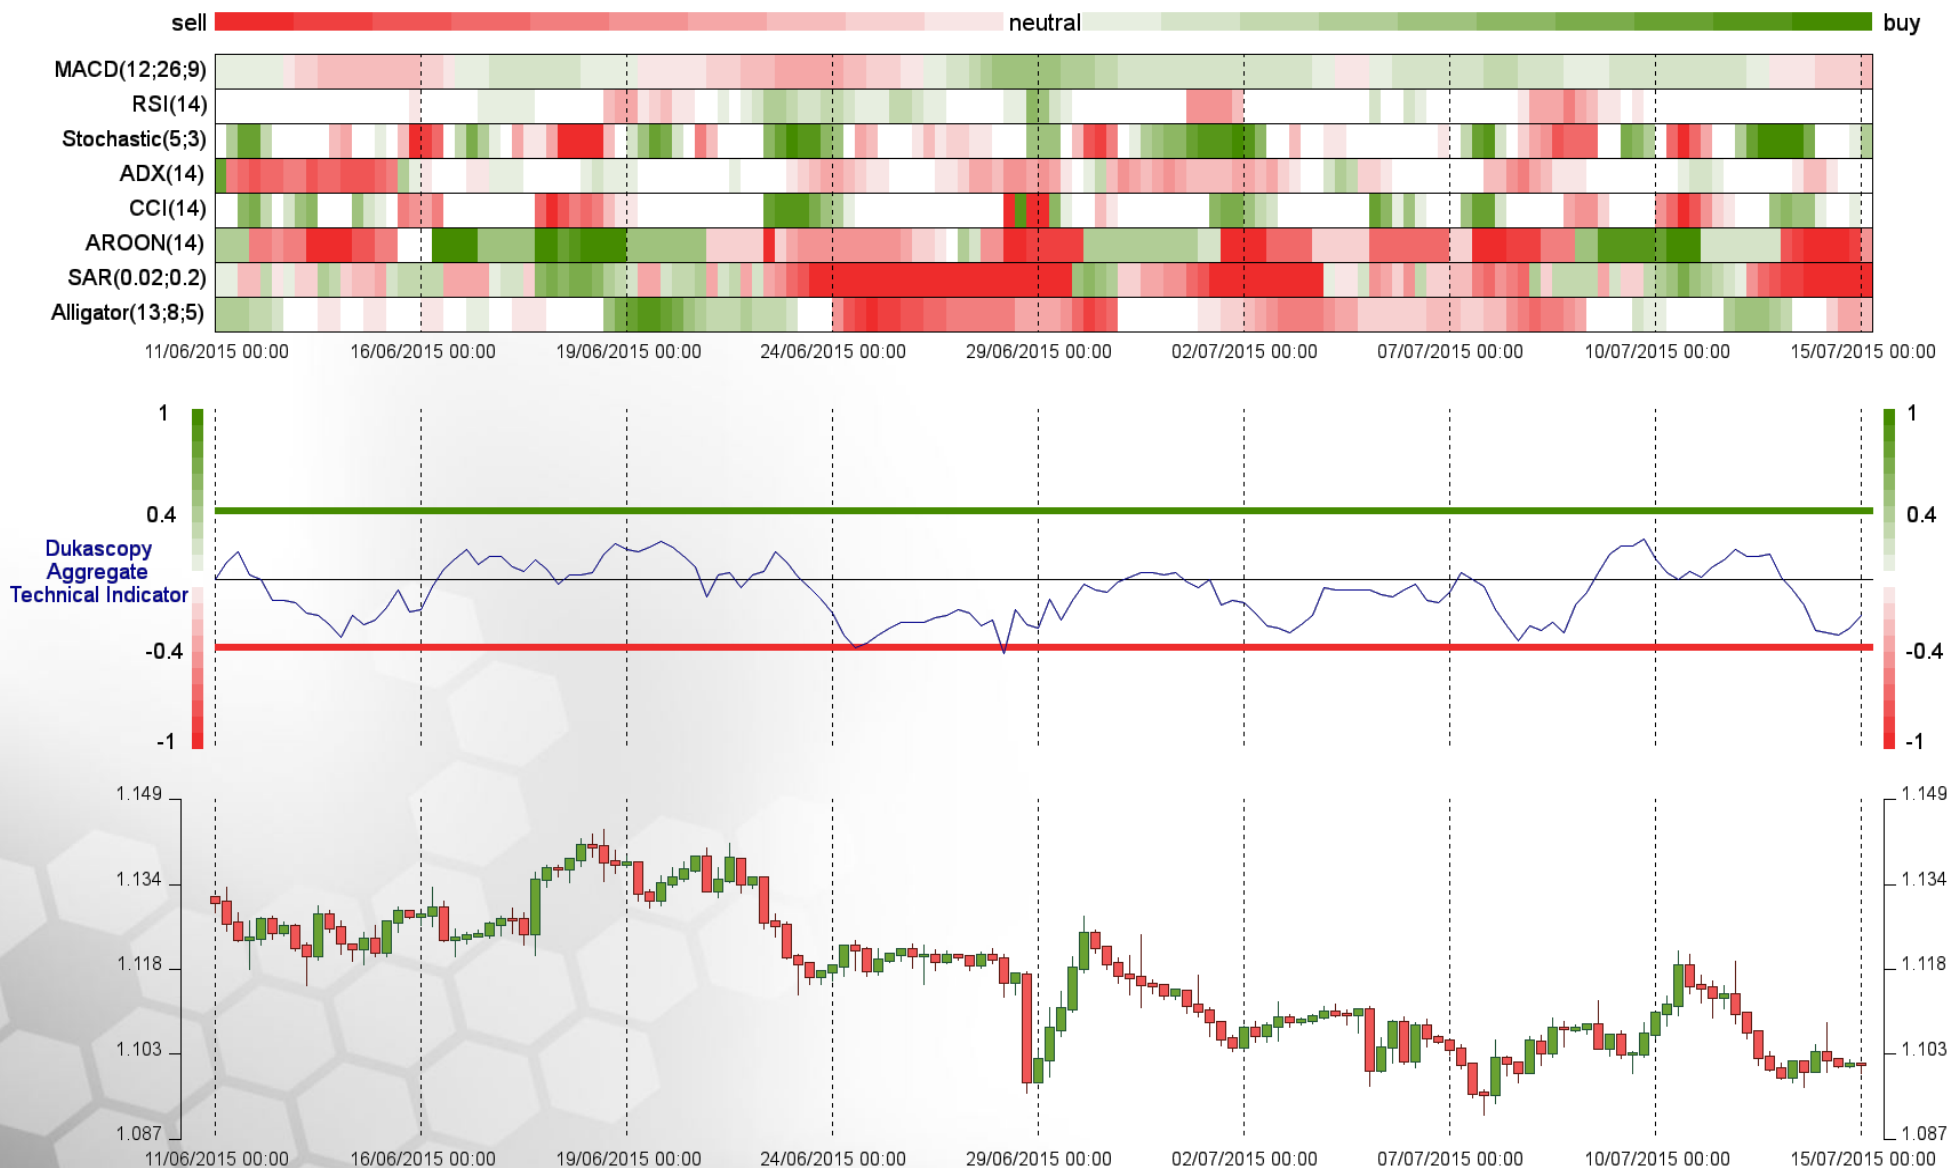 sell neutral buy
MACD(12;26;9)
RSI(14)
Stochastic(5;3)
ADX(14)
CCI(14)
AROON(14)
SAR(0.02;0.2)
Alligator(13;8;5)
11/06/2015 00:00 16/06/2015 00:00 19/06/2015 00:00 24/06/2015 00:00 29/06/2015 00:00 02/07/2015 00:00 07/07/2015 00:00 10/07/2015 00:00 15/07/2015 00:00
1 1
0.4 0.4
Dukascopy
Aggregate
Technical Indicator
-0.4 -0.4
-1 -1
1.149 1.149
1.134 1.134
1.118 1.118
1.103 1.103
1.087 1.087
11/06/2015 00:00 16/06/2015 00:00 19/06/2015 00:00 24/06/2015 00:00 29/06/2015 00:00 02/07/2015 00:00 07/07/2015 00:00 10/07/2015 00:00 15/07/2015 00:00